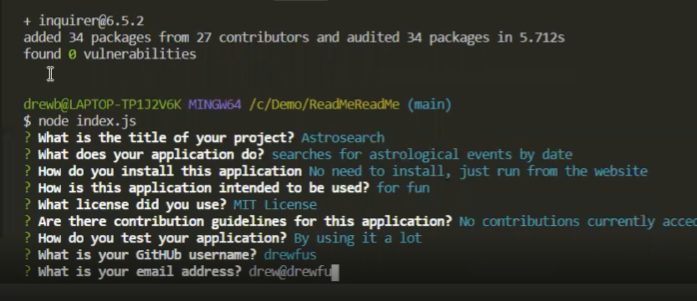 + inquirer@6.5.2
added 34 packages from 27 contributors and audited 34 packages in 5.712s
found 0 vulnerabilities
drewb@LAPTOP-TP1J2V6K MINGW64 /c/Demo/ReadMeReadMe (main)
$ node index.js
? What is the title of your project? Astrosearch
? What does your application do? searches for astrological events by date
? How do you install this application No need to install, just run from the website
? How is this application intended to be used? for fun
? What license did you use? MIT License
? Are there contribution guidelines for this application? No contributions currently acce
? How do you test your application? By using it a lot
? What is your GitHUb username? drewfus
? What is your email address? drew@drewfu